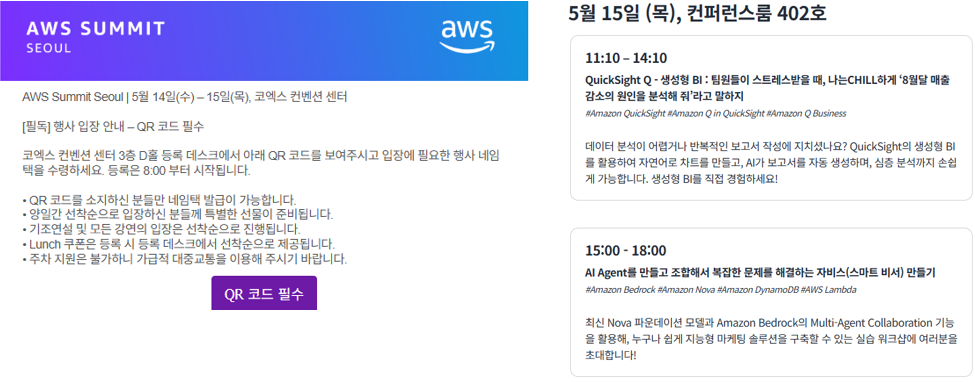 AWS SUMMIT
SEOUL
aws
AWS Summit Seoul | 5월 14일(수) – 15일(목), 코엑스 컨벤션 센터
[필독] 행사 입장 안내 – QR 코드 필수
코엑스 컨벤션 센터 3층 D홀 등록 데스크에서 아래 QR 코드를 보여주시고 입장에 필요한 행사 네임
택을 수령하세요. 등록은 8:00 부터 시작됩니다.
• QR 코드를 소지하신 분들만 네임택 발급이 가능합니다.
• 양일간 선착순으로 입장하신 분들께 특별한 선물이 준비됩니다.
• 기조연설 및 모든 강연의 입장은 선착순으로 진행됩니다.
• Lunch 쿠폰은 등록 시 등록 데스크에서 선착순으로 제공됩니다.
• 주차 지원은 불가하니 가급적 대중교통을 이용해 주시기 바랍니다.
QR 코드 필수
5월 15일 (목), 컨퍼런스룸 402호
11:10 – 14:10
QuickSight Q - 생성형 BI : 팀원들이 스트레스받을 때, 나는CHILL하게 ‘8월달 매출
감소의 원인을 분석해 줘’라고 말하지
#Amazon QuickSight #Amazon Q in QuickSight #Amazon Q Business
데이터 분석이 어렵거나 반복적인 보고서 작성에 지치셨나요? QuickSight의 생성형 BI
를 활용하여 자연어로 차트를 만들고, AI가 보고서를 자동 생성하며, 심층 분석까지 손쉽
게 가능합니다. 생성형 BI를 직접 경험하세요!
15:00 - 18:00
AI Agent를 만들고 조합해서 복잡한 문제를 해결하는 자비스(스마트 비서) 만들기
#Amazon Bedrock #Amazon Nova #Amazon DynamoDB #AWS Lambda
최신 Nova 파운데이션 모델과 Amazon Bedrock의 Multi-Agent Collaboration 기능
을 활용해, 누구나 쉽게 지능형 마케팅 솔루션을 구축할 수 있는 실습 워크샵에 여러분을
초대합니다!